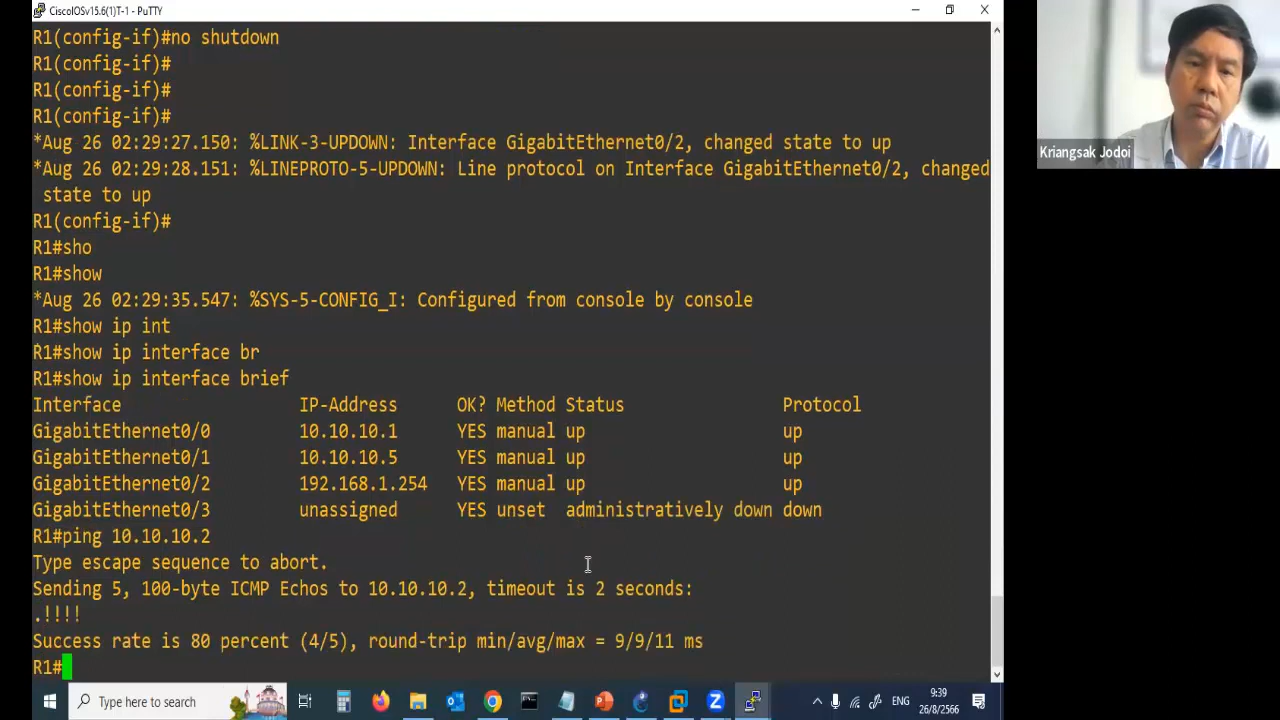 CiscoIOSv15.6(1)T-1 - PuTTY
R1(config-if)#no shutdown
R1(config-if)#
R1(config-if)#
R1(config-if)#
*Aug 26 02:29:27.150: %LINK-3-UPDOWN: Interface GigabitEthernet0/2, changed state to up
*Aug 26 02:29:28.151: %LINEPROTO-5-UPDOWN: Line protocol on Interface GigabitEthernet0/2, changed
state to up
R1(config-if)#
R1#sho
R1#show
*Aug 26 02:29:35.547: %SYS-5-CONFIG_I: Configured from console by console
R1#show ip int
R1#show ip interface br
R1#show ip interface brief
Interface IP-Address OK? Method Status Protocol
GigabitEthernet0/0 10.10.10.1 YES manual up up
GigabitEthernet0/1 10.10.10.5 YES manual up up
GigabitEthernet0/2 192.168.1.254 YES manual up up
GigabitEthernet0/3 unassigned YES unset administratively down down
R1#ping 10.10.10.2
Type escape sequence to abort.
Sending 5, 100-byte ICMP Echos to 10.10.10.2, timeout is 2 seconds:
.!!!!
Success rate is 80 percent (4/5), round-trip min/avg/max = 9/9/11 ms
R1#
Kriangsak Jodoi
Type here to search
ENG
9:39
26/8/2566